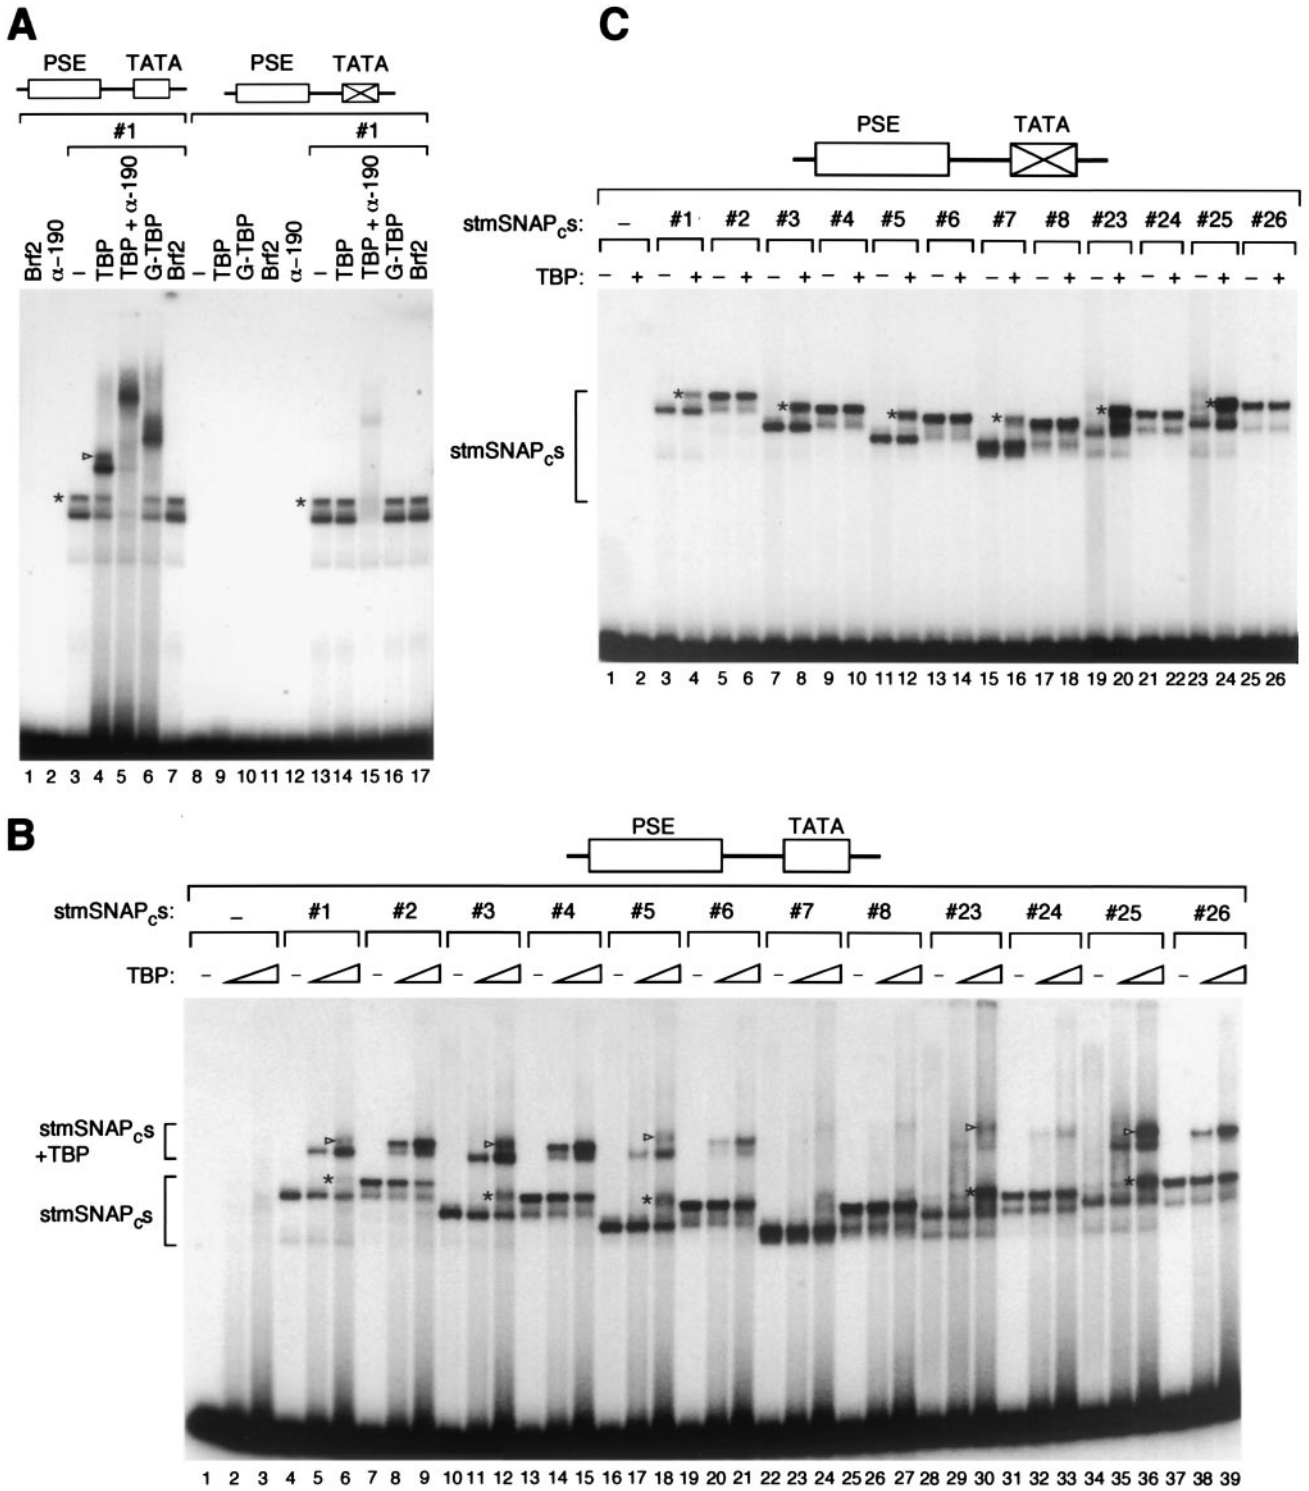 A
PSE TATA PSE TATA
#1 #1
Brf2
α-190
–
TBP
TBP + α-190
G-TBP
Brf2
–
TBP
G-TBP
Brf2
α-190
–
TBP
TBP + α-190
G-TBP
Brf2
*
*
1 2 3 4 5 6 7 8 9 10 11 12 13 14 15 16 17
C
PSE TATA
stmSNAPcs: – #1 #2 #3 #4 #5 #6 #7 #8 #23 #24 #25 #26
TBP: – + – + – + – + – + – + – + – + – + – + – + – + – +
* * * * * *
stmSNAPcs
1 2 3 4 5 6 7 8 9 10 11 12 13 14 15 16 17 18 19 20 21 22 23 24 25 26
B
PSE TATA
stmSNAPcs: – #1 #2 #3 #4 #5 #6 #7 #8 #23 #24 #25 #26
TBP: – – – – – – – – – – – – –
stmSNAPcs
+TBP
* * * * *
stmSNAPcs
1 2 3 4 5 6 7 8 9 10 11 12 13 14 15 16 17 18 19 20 21 22 23 24 25 26 27 28 29 30 31 32 33 34 35 36 37 38 39